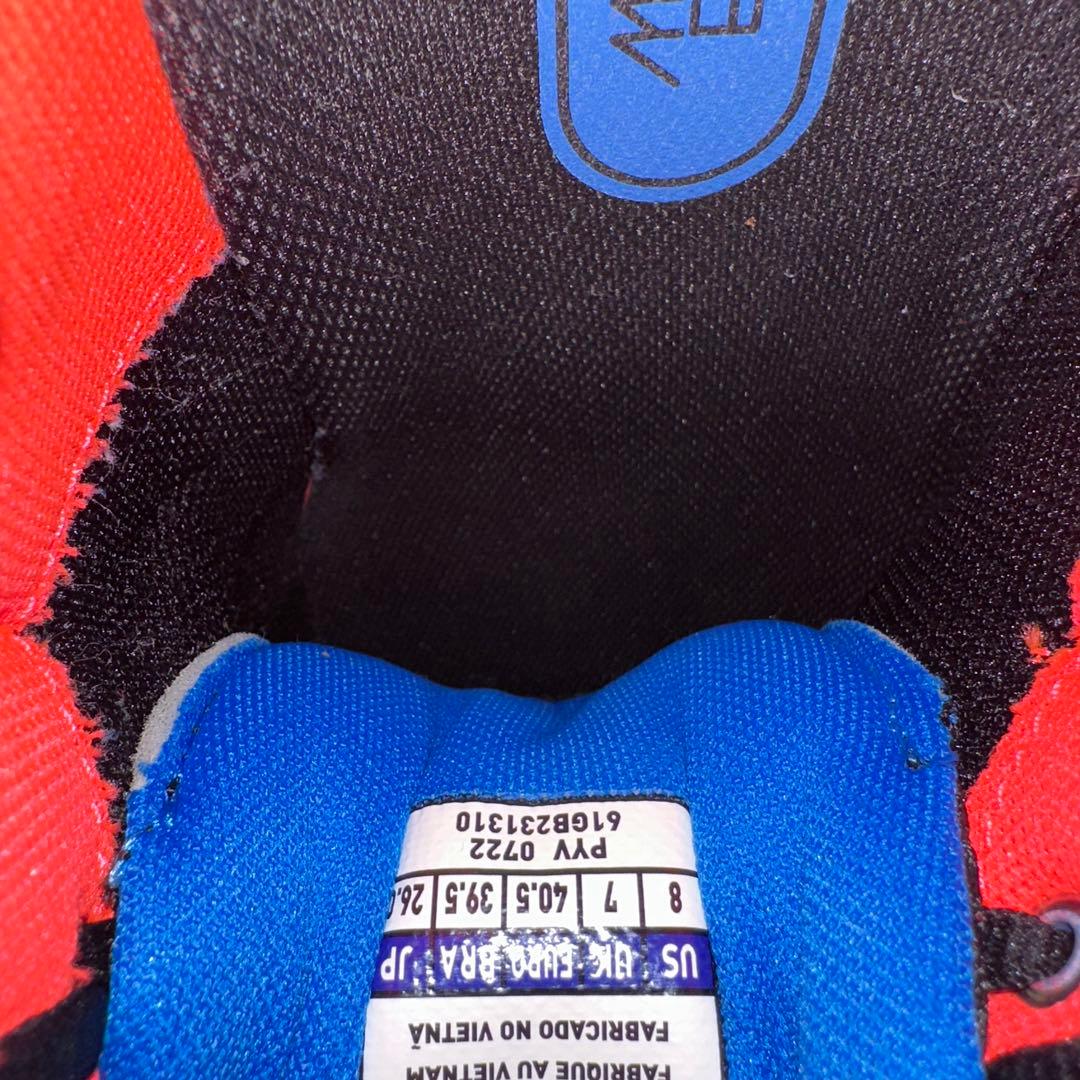 FABRIQUE AU VIETNAM
FABRICADO NO VIETNÃ
US UK EURO BRA JP
8 7 40.5 39.5 26.0
PYV 0722
61GB231310